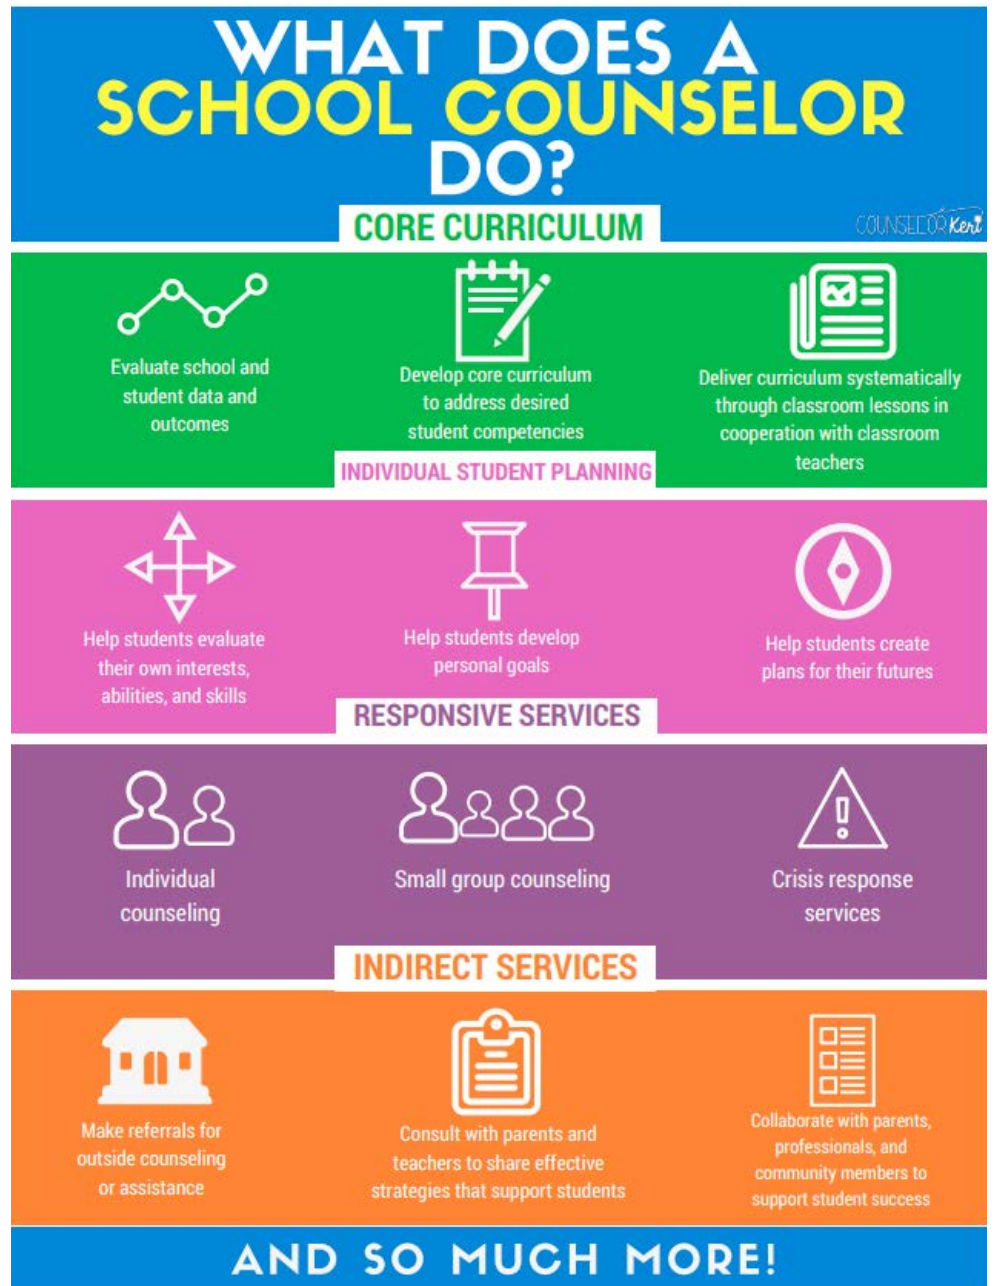 WHAT DOES A
SCHOOL COUNSELOR
DO?
COUNSELOR Keri
CORE CURRICULUM
Evaluate school and
student data and
outcomes
Develop core curriculum
to address desired
student competencies
Deliver curriculum systematically
through classroom lessons in
cooperation with classroom
teachers
INDIVIDUAL STUDENT PLANNING
Help students evaluate
their own interests,
abilities, and skills
Help students develop
personal goals
Help students create
plans for their futures
RESPONSIVE SERVICES
Individual
counseling
Small group counseling
Crisis response
services
INDIRECT SERVICES
Make referrals for
outside counseling
or assistance
Consult with parents and
teachers to share effective
strategies that support students
Collaborate with parents,
professionals, and
community members to
support student success
AND SO MUCH MORE!